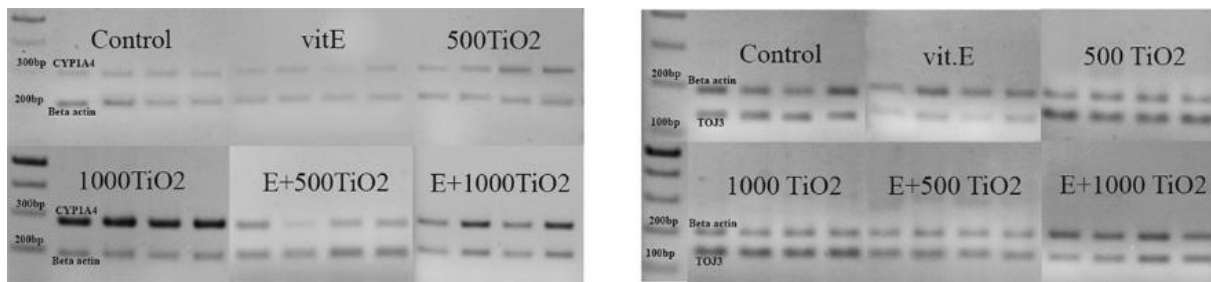 Control vitE 500TiO2
300bp CYP1A4
200bp
Beta actin
1000TiO2 E+500TiO2 E+1000TiO2
300bp CYP1A4
200bp
Beta actin
Control vit.E 500 TiO2
200bp Beta actin
100bp TOJ3
1000 TiO2 E+500 TiO2 E+1000 TiO2
200bp Beta actin
100bp TOJ3